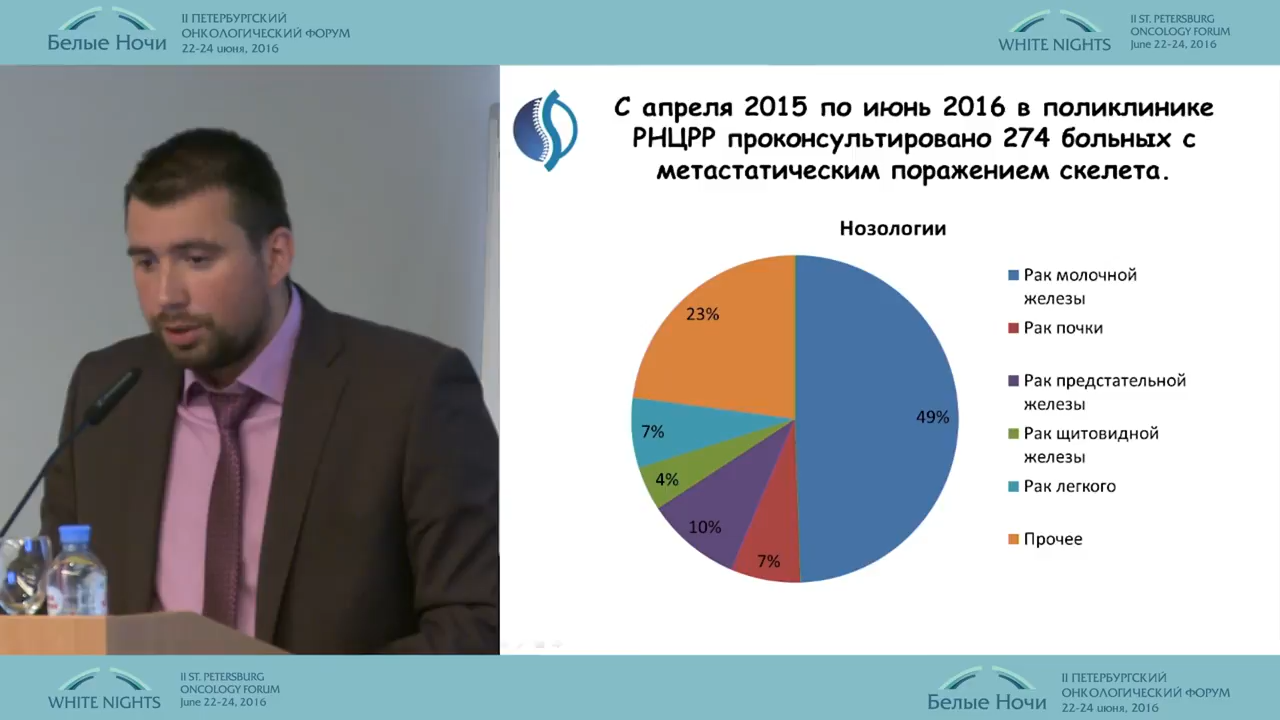 Белые Ночи
II ПЕТЕРБУРГСКИЙ
ОНКОЛОГИЧЕСКИЙ ФОРУМ
22-24 июня, 2016
WHITE NIGHTS
II ST. PETERSBURG
ONCOLOGY FORUM
June 22-24, 2016
С апреля 2015 по июнь 2016 в поликлинике
РНЦРР проконсультировано 274 больных с
метастатическим поражением скелета.
Нозологии
23%
49%
7%
4%
10%
7%
Рак молочной
железы
Рак почки
Рак предстательной
железы
Рак щитовидной
железы
Рак легкого
Прочее
WHITE NIGHTS
II ST. PETERSBURG
ONCOLOGY FORUM
June 22-24, 2016
Белые Ночи
II ПЕТЕРБУРГСКИЙ
ОНКОЛОГИЧЕСКИЙ ФОРУМ
22-24 июня, 2016